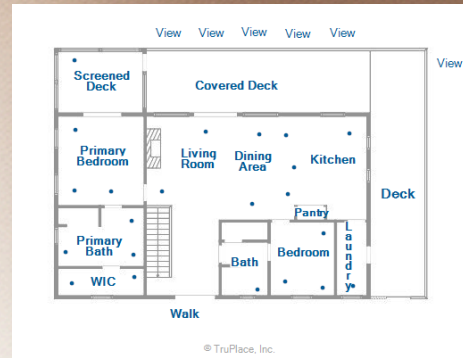 View View View View View
View
Screened
Deck
Covered Deck
Primary
Bedroom
Living
Room
Dining
Area
Kitchen
Deck
Pantry
Primary
Bath
Laundry
Bath
Bedroom
WIC
Walk
© TruPlace, Inc.